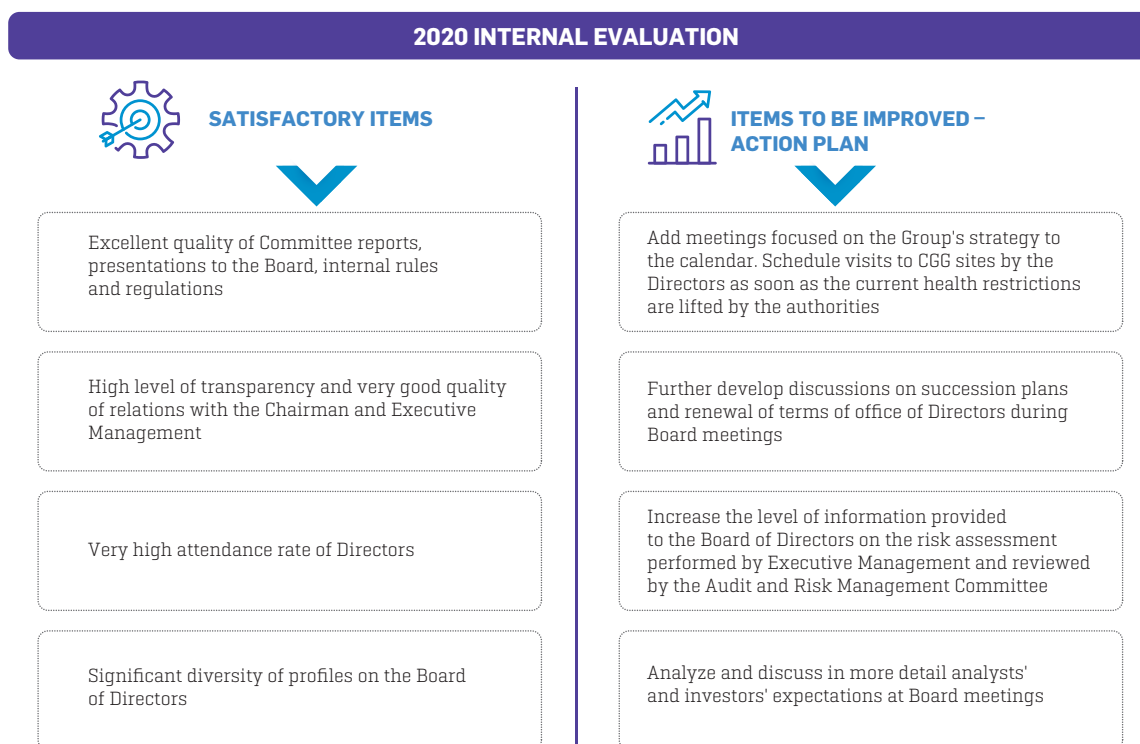 2020 INTERNAL EVALUATION
SATISFACTORY ITEMS
Excellent quality of Committee reports,
presentations to the Board, internal rules
and regulations
High level of transparency and very good quality
of relations with the Chairman and Executive
Management
Very high attendance rate of Directors
Significant diversity of profiles on the Board
of Directors
ITEMS TO BE IMPROVED –
ACTION PLAN
Add meetings focused on the Group's strategy to
the calendar. Schedule visits to CGG sites by the
Directors as soon as the current health restrictions
are lifted by the authorities
Further develop discussions on succession plans
and renewal of terms of office of Directors during
Board meetings
Increase the level of information provided
to the Board of Directors on the risk assessment
performed by Executive Management and reviewed
by the Audit and Risk Management Committee
Analyze and discuss in more detail analysts'
and investors' expectations at Board meetings